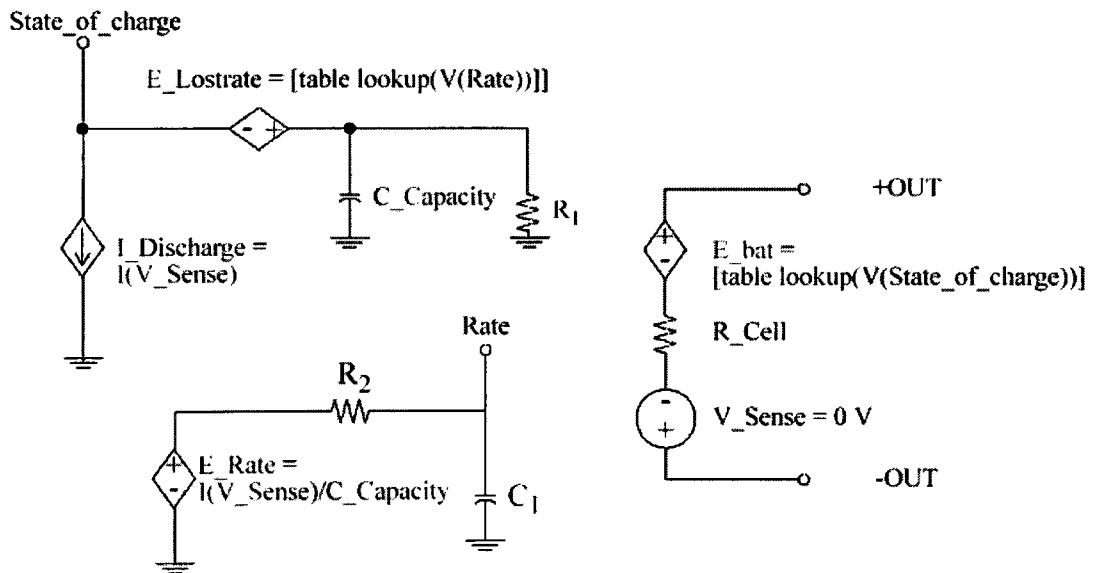 State_of_charge
E_Lostrate = [table lookup(V(Rate))]]
- +
C_Capacity
R1
I_Discharge =
I(V_Sense)
+OUT
+
-
E_bat =
[table lookup(V(State_of_charge))]
R_Cell
-
+
V_Sense = 0 V
-OUT
Rate
R2
+
-
E_Rate =
I(V_Sense)/C_Capacity
C1